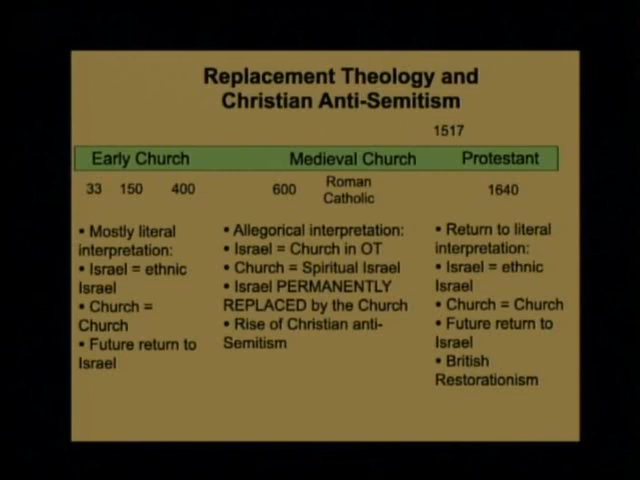 Replacement Theology and
Christian Anti-Semitism
1517
Early Church
Medieval Church
Protestant
33 150 400
600
Roman
Catholic
1640
• Mostly literal
interpretation:
• Israel = ethnic
Israel
• Church =
Church
• Future return to
Israel
• Allegorical interpretation:
• Israel = Church in OT
• Church = Spiritual Israel
• Israel PERMANENTLY
REPLACED by the Church
• Rise of Christian anti-
Semitism
• Return to literal
interpretation:
• Israel = ethnic
Israel
• Church = Church
• Future return to
Israel
• British
Restorationism